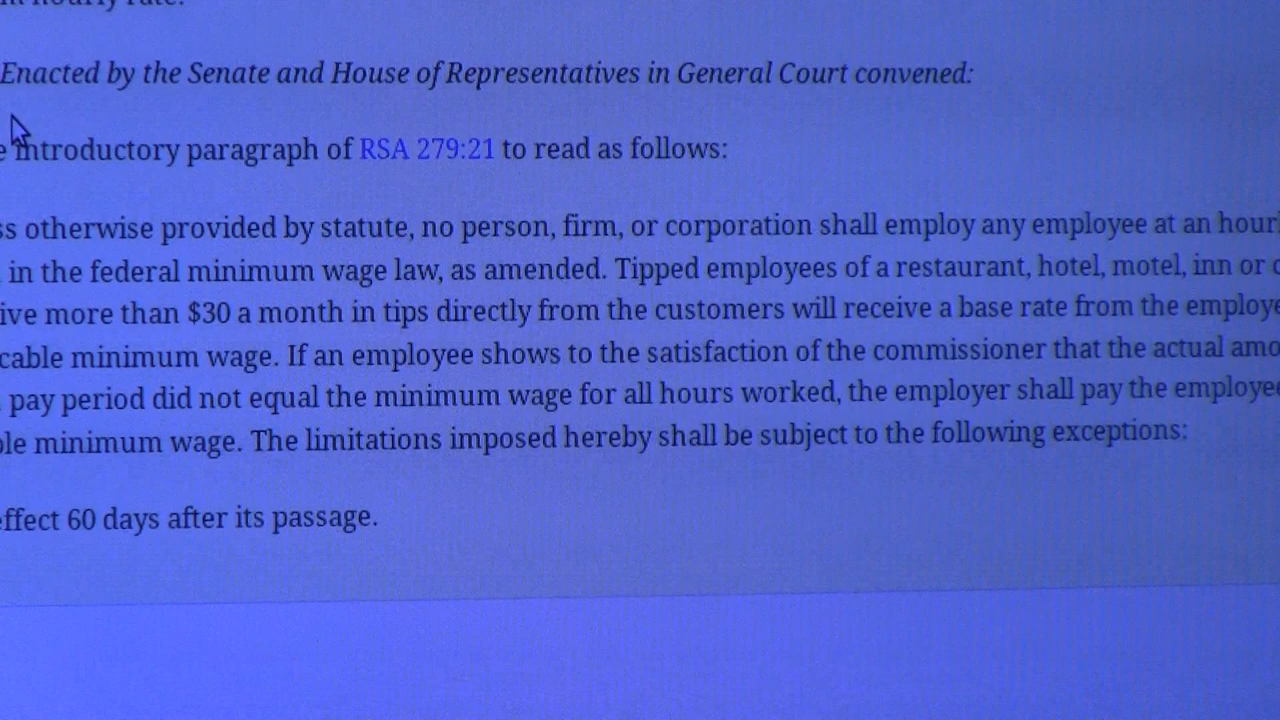 hourly rate.
Enacted by the Senate and House of Representatives in General Court convened:
introductory paragraph of RSA 279:21 to read as follows:
otherwise provided by statute, no person, firm, or corporation shall employ any employee at an hour
in the federal minimum wage law, as amended. Tipped employees of a restaurant, hotel, motel, inn or
ive more than $30 a month in tips directly from the customers will receive a base rate from the employe
cable minimum wage. If an employee shows to the satisfaction of the commissioner that the actual amo
pay period did not equal the minimum wage for all hours worked, the employer shall pay the employee
ble minimum wage. The limitations imposed hereby shall be subject to the following exceptions:
effect 60 days after its passage.